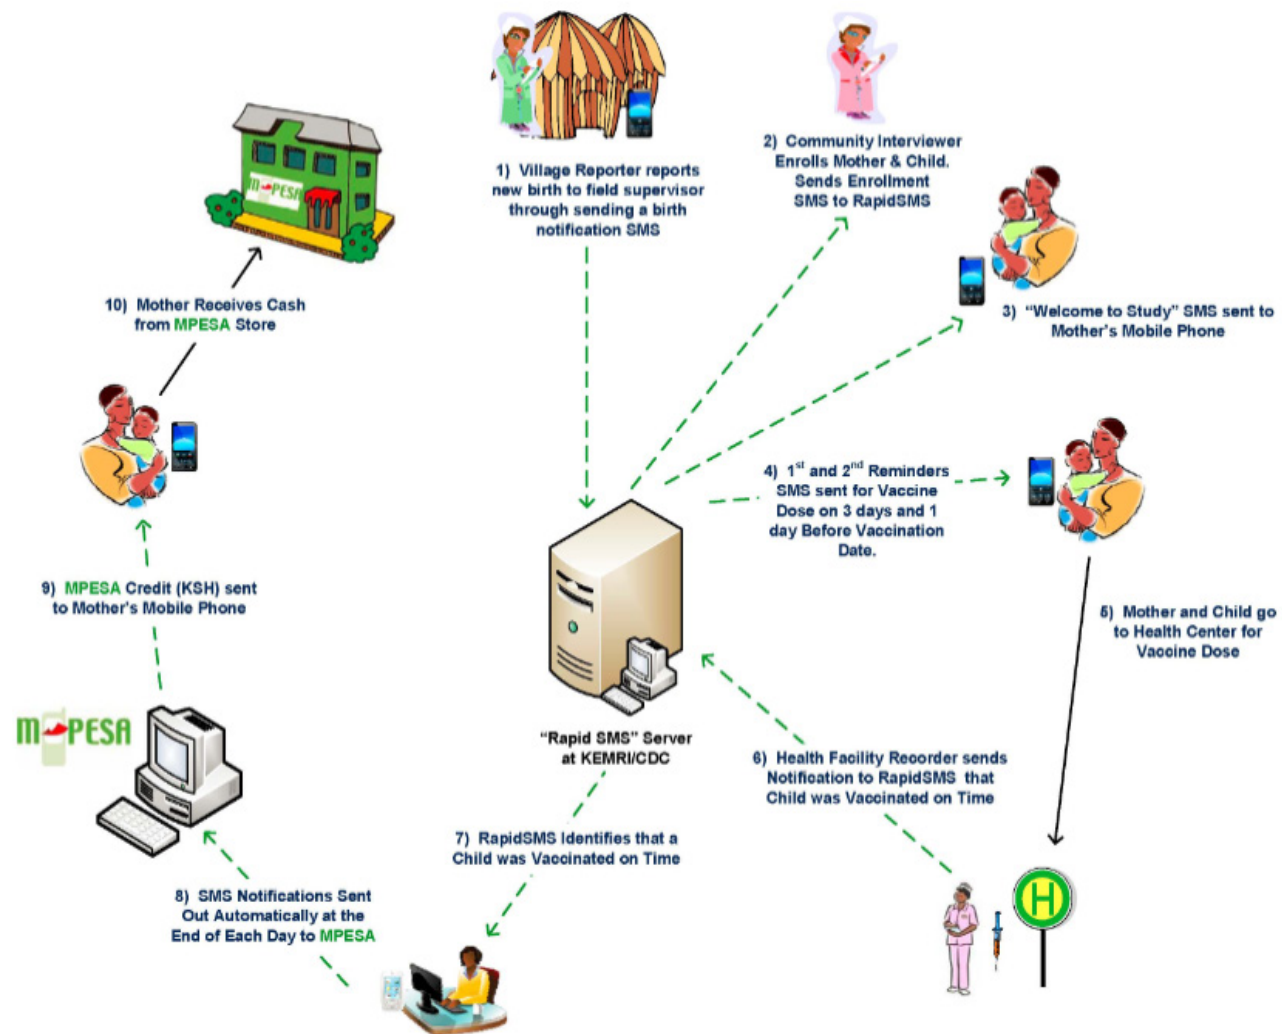 1) Village Reporter reports
new birth to field supervisor
through sending a birth
notification SMS
2) Community Interviewer
Enrolls Mother & Child.
Sends Enrollment
SMS to RapidSMS
3) “Welcome to Study” SMS sent to
Mother's Mobile Phone
4) 1st and 2nd Reminders
SMS sent for Vaccine
Dose on 3 days and 1
day Before Vaccination
Date.
5) Mother and Child go
to Health Center for
Vaccine Dose
H
6) Health Facility Recorder sends
Notification to RapidSMS that
Child was Vaccinated on Time
“Rapid SMS” Server
at KEMRI/CDC
7) RapidSMS Identifies that a
Child was Vaccinated on Time
8) SMS Notifications Sent
Out Automatically at the
End of Each Day to MPESA
M-PESA
9) MPESA Credit (KSH) sent
to Mother's Mobile Phone
10) Mother Receives Cash
from MPESA Store
M-PESA